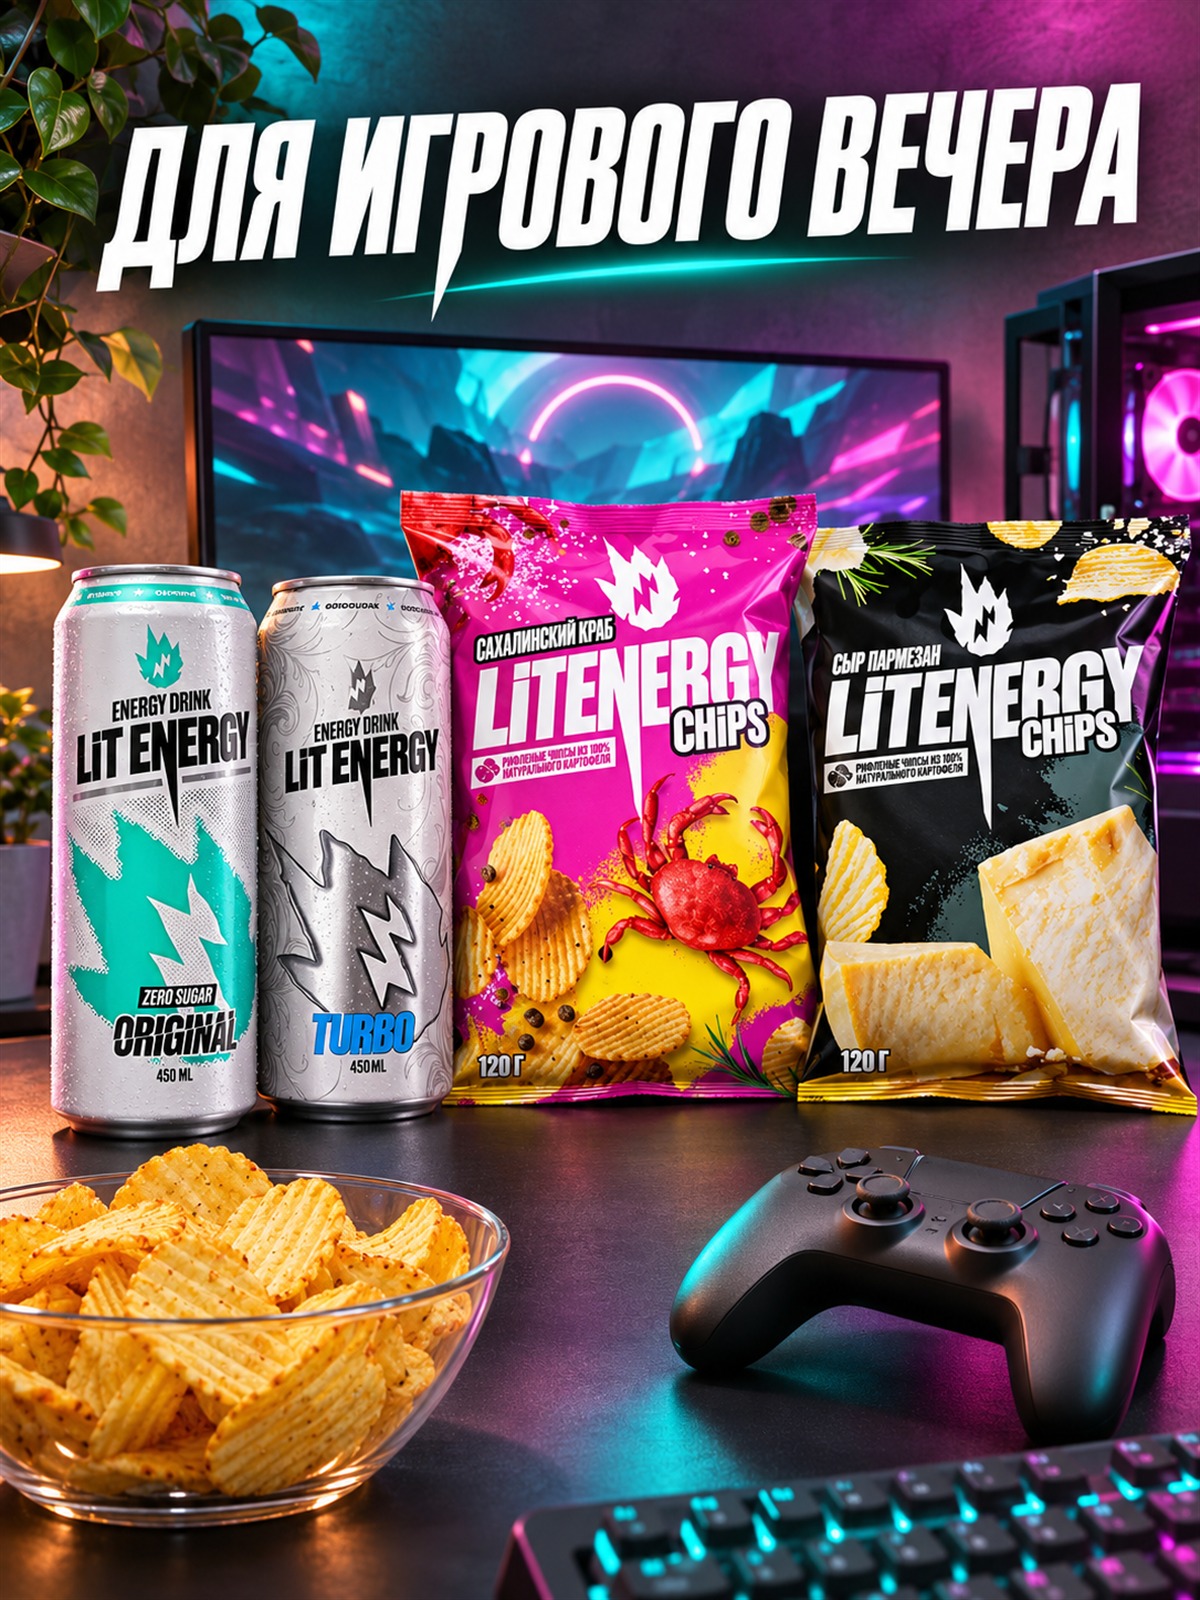 ДЛЯ ИГРОВОГО ВЕЧЕРА
ENERGY DRINK
LiT ENERGY
ZERO SUGAR
ORIGINAL
450 ML
ENERGY DRINK
LiT ENERGY
TURBO
450 ML
САХАЛИНСКИЙ КРАБ
LiTENERGY
CHiPS
РИФЛЕНЫЕ ЧИПСЫ ИЗ 100%
НАТУРАЛЬНОГО КАРТОФЕЛЯ
120 Г
СЫР ПАРМЕЗАН
LiTENERGY
CHiPS
РИФЛЕНЫЕ ЧИПСЫ ИЗ 100%
НАТУРАЛЬНОГО КАРТОФЕЛЯ
120 Г